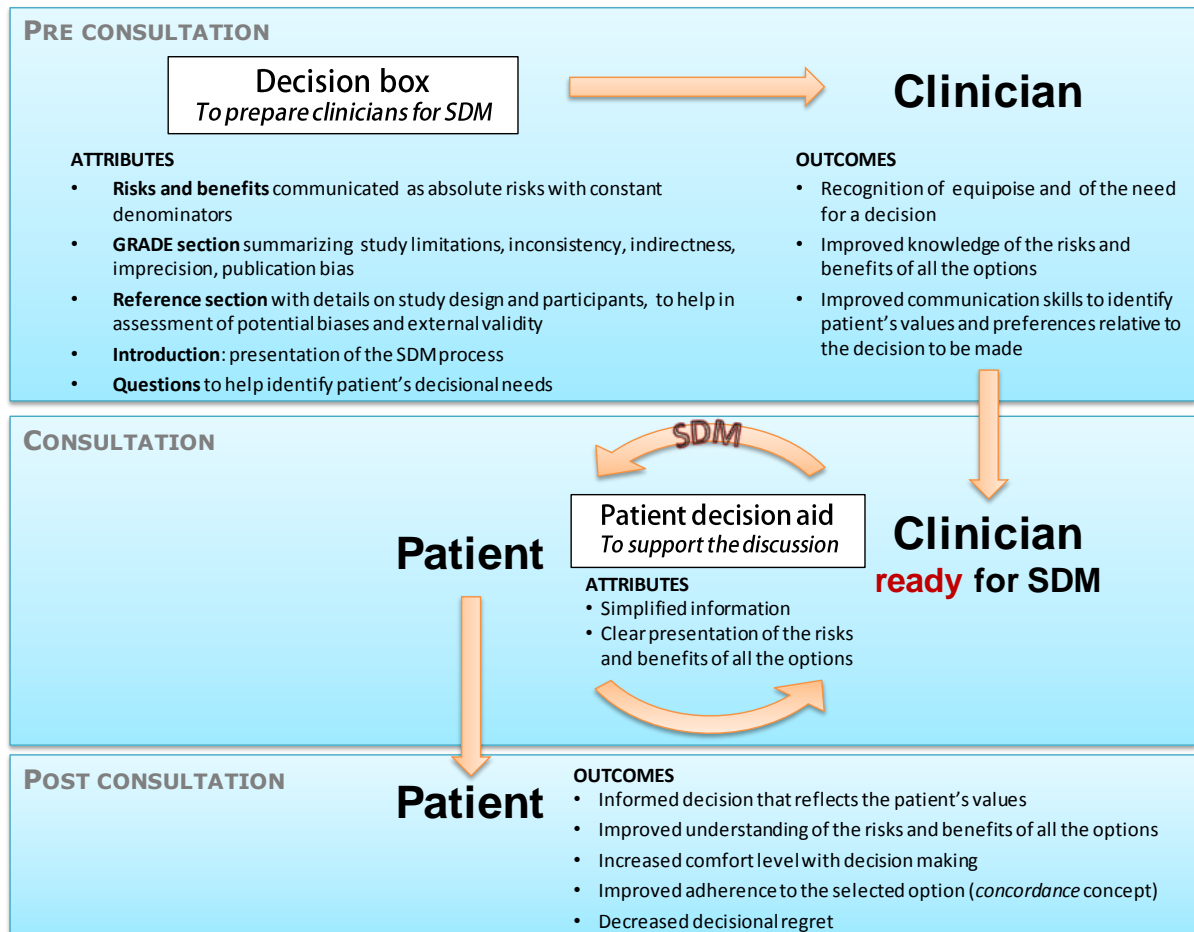 PRE CONSULTATION
Decision box
To prepare clinicians for SDM
Clinician
ATTRIBUTES
• Risks and benefits communicated as absolute risks with constant
denominators
• GRADE section summarizing study limitations, inconsistency, indirectness,
imprecision, publication bias
• Reference section with details on study design and participants, to help in
assessment of potential biases and external validity
• Introduction: presentation of the SDM process
• Questions to help identify patient's decisional needs
OUTCOMES
• Recognition of equipoise and of the need
for a decision
• Improved knowledge of the risks and
benefits of all the options
• Improved communication skills to identify
patient's values and preferences relative to
the decision to be made
CONSULTATION
SDM
Patient
Patient decision aid
To support the discussion
ATTRIBUTES
• Simplified information
• Clear presentation of the risks
and benefits of all the options
Clinician
ready for SDM
POST CONSULTATION
Patient
OUTCOMES
• Informed decision that reflects the patient's values
• Improved understanding of the risks and benefits of all the options
• Increased comfort level with decision making
• Improved adherence to the selected option (concordance concept)
• Decreased decisional regret